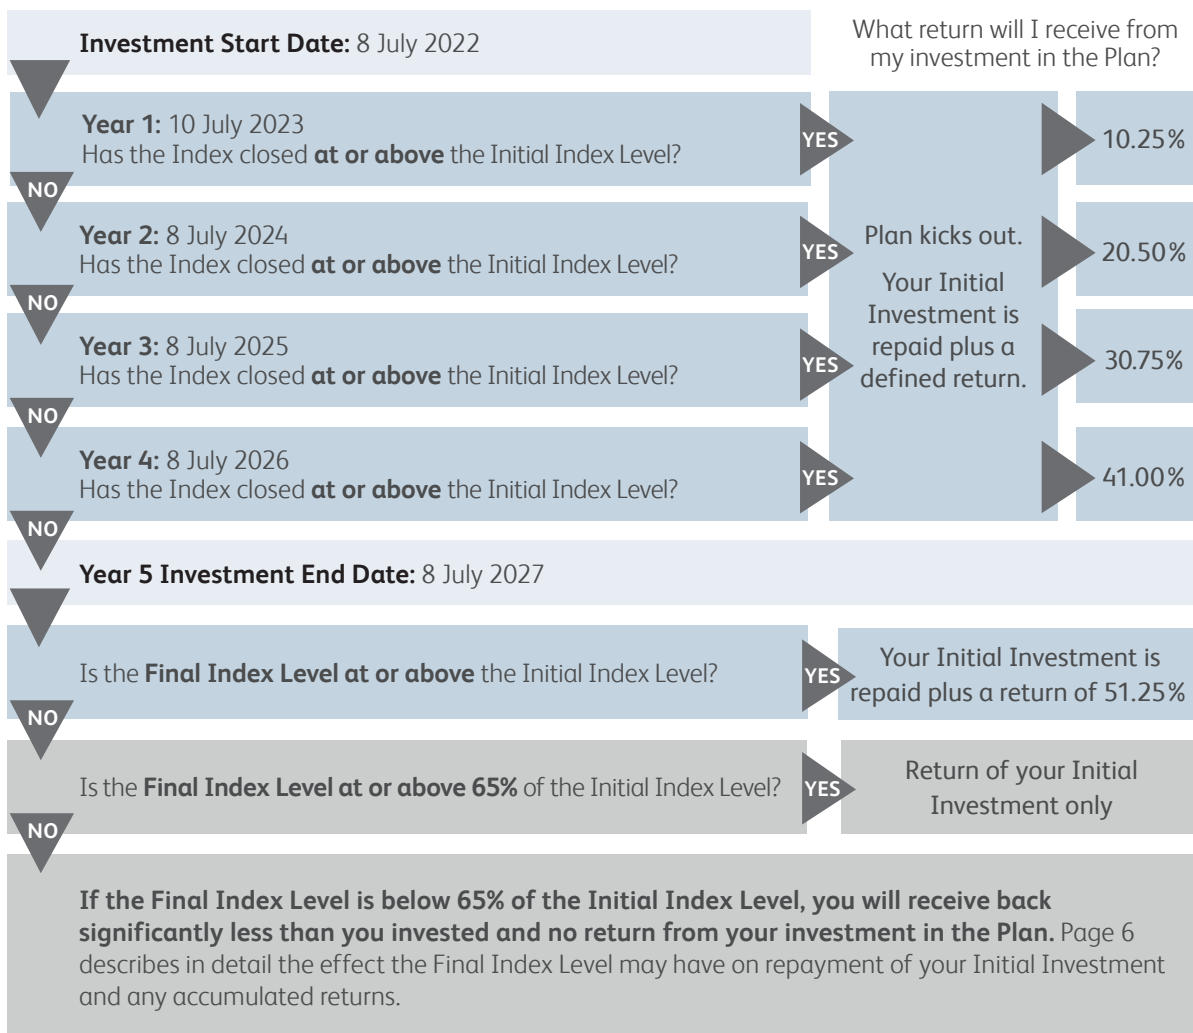 Investment Start Date: 8 July 2022
What return will I receive from
my investment in the Plan?
Year 1: 10 July 2023
Has the Index closed at or above the Initial Index Level?
YES
10.25%
NO
Year 2: 8 July 2024
Has the Index closed at or above the Initial Index Level?
YES
Plan kicks out.
Your Initial
Investment is
repaid plus a
defined return.
20.50%
NO
Year 3: 8 July 2025
Has the Index closed at or above the Initial Index Level?
YES
30.75%
NO
Year 4: 8 July 2026
Has the Index closed at or above the Initial Index Level?
YES
41.00%
NO
Year 5 Investment End Date: 8 July 2027
Is the Final Index Level at or above the Initial Index Level?
YES
Your Initial Investment is
repaid plus a return of 51.25%
NO
Is the Final Index Level at or above 65% of the Initial Index Level?
YES
Return of your Initial
Investment only
NO
If the Final Index Level is below 65% of the Initial Index Level, you will receive back
significantly less than you invested and no return from your investment in the Plan. Page 6
describes in detail the effect the Final Index Level may have on repayment of your Initial Investment
and any accumulated returns.